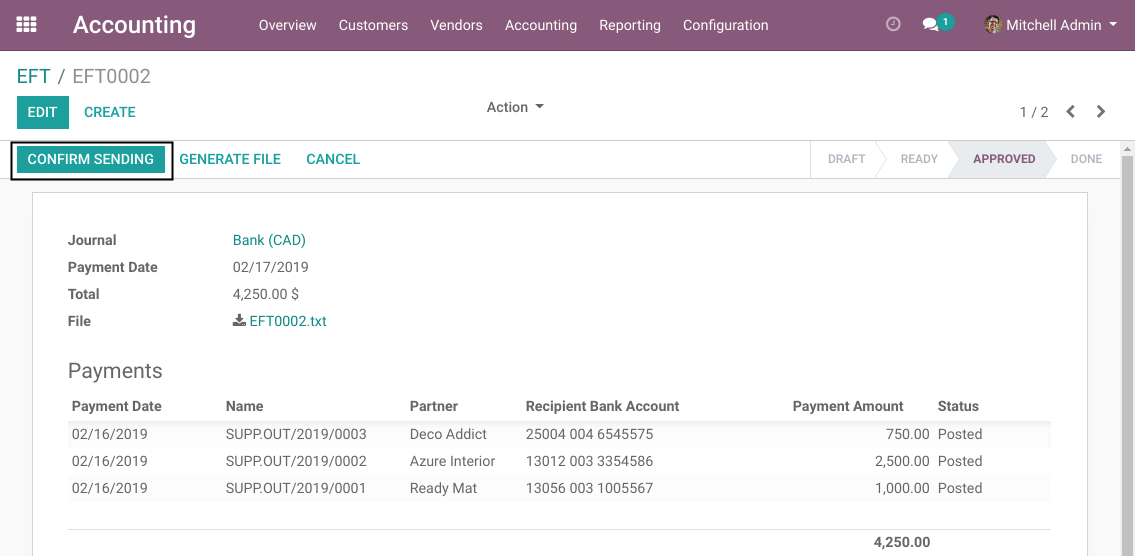 Accounting Overview Customers Vendors Accounting Reporting Configuration 1 Mitchell Admin
EFT / EFT0002
EDIT CREATE Action 1 / 2
CONFIRM SENDING GENERATE FILE CANCEL DRAFT READY APPROVED DONE
Journal Bank (CAD)
Payment Date 02/17/2019
Total 4,250.00 $
File EFT0002.txt
Payments
Payment Date Name Partner Recipient Bank Account Payment Amount Status
02/16/2019 SUPP.OUT/2019/0003 Deco Addict 25004 004 6545575 750.00 Posted
02/16/2019 SUPP.OUT/2019/0002 Azure Interior 13012 003 3354586 2,500.00 Posted
02/16/2019 SUPP.OUT/2019/0001 Ready Mat 13056 003 1005567 1,000.00 Posted
4,250.00